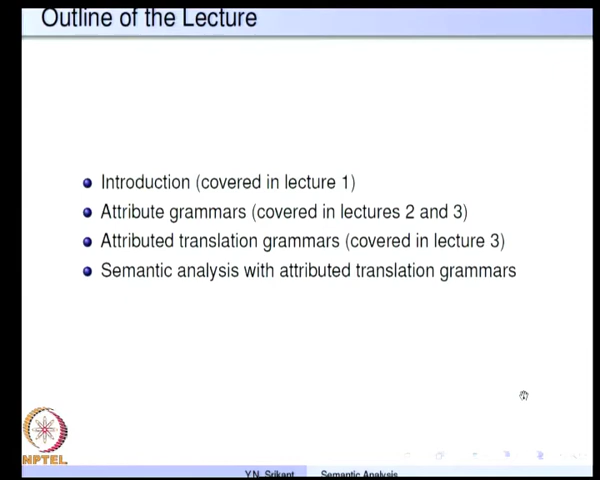 Outline of the Lecture
Introduction (covered in lecture 1)
Attribute grammars (covered in lectures 2 and 3)
Attributed translation grammars (covered in lecture 3)
Semantic analysis with attributed translation grammars
NPTEL
Y.N. Srikant Semantic Analysis